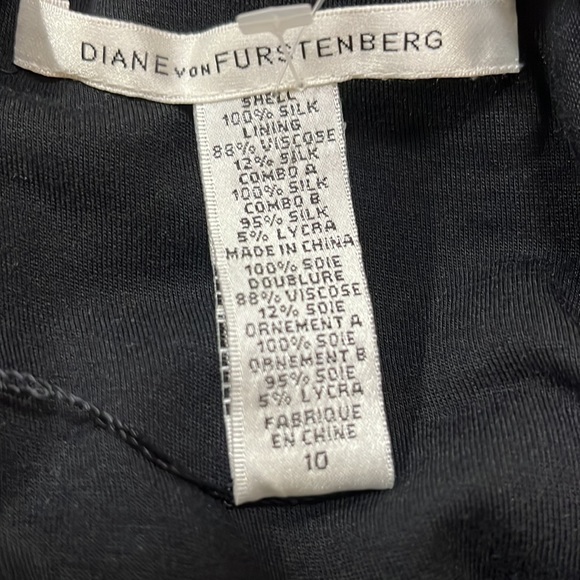 DIANE VON FURSTENBERG
SHELL
100% SILK
LINING
88% VISCOSE
12% SILK
COMBO A
100% SILK
COMBO B
95% SILK
5% LYCRA
MADE IN CHINA
100% SOIE
DOUBLURE
88% VISCOSE
12% SOIE
ORNEMENT A
100% SOIE
ORNEMENT B
95% SOIE
5% LYCRA
FABRIQUE
EN CHINE
10